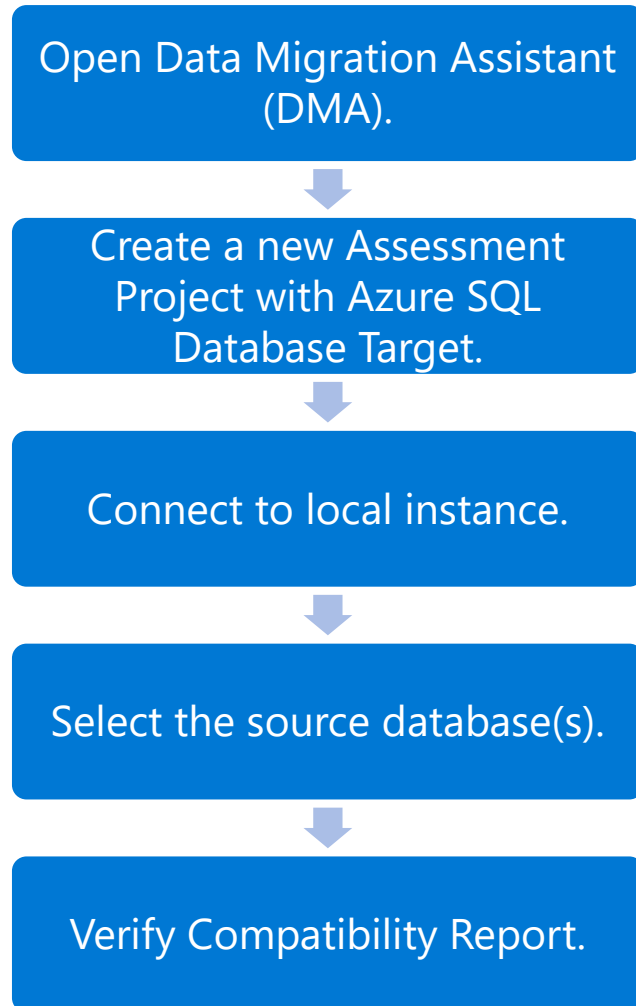 Open Data Migration Assistant
(DMA).
Create a new Assessment
Project with Azure SQL
Database Target.
Connect to local instance.
Select the source database(s).
Verify Compatibility Report.